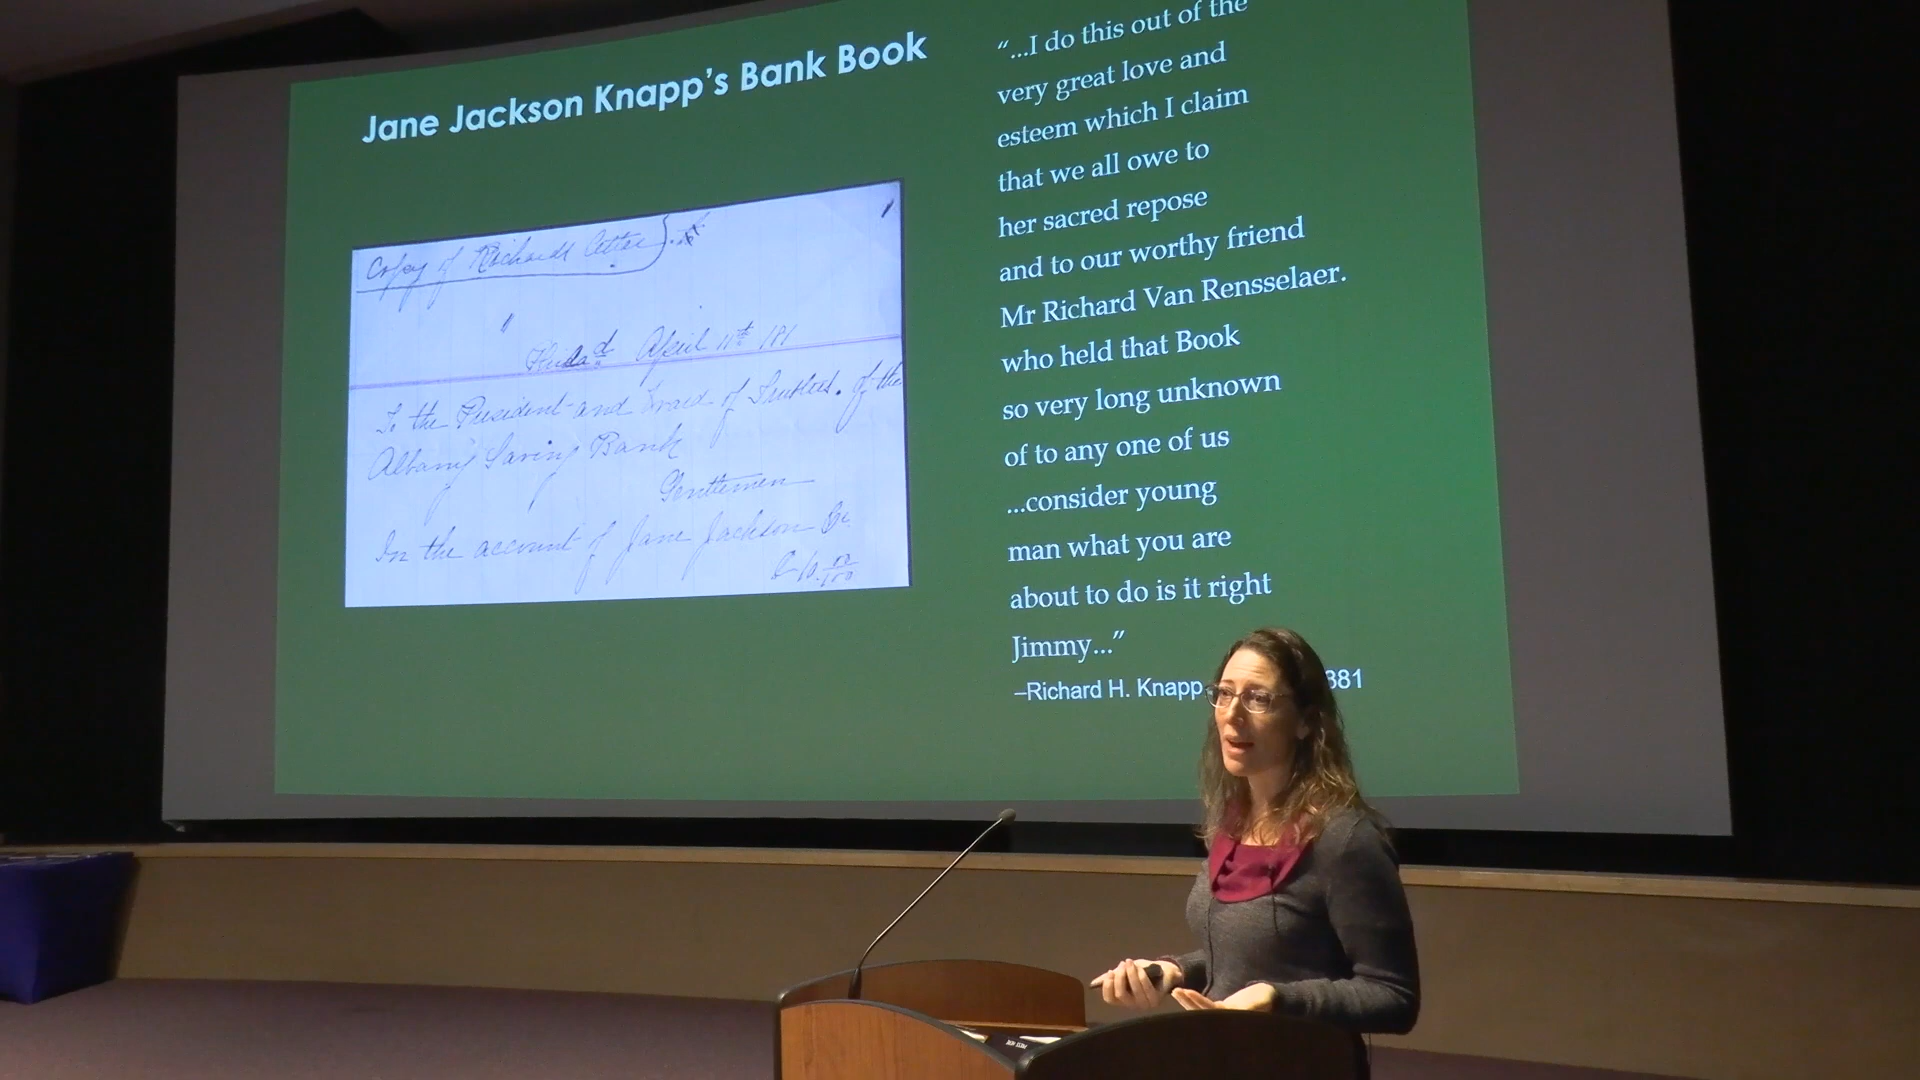 Jane Jackson Knapp's Bank Book
Copy of Richards letter
April 11th 181
To the President and Board of Trustees. Of the
Albany Saving Bank
Gentlemen
In the account of Jane Jackson
"...I do this out of the
very great love and
esteem which I claim
that we all owe to
her sacred repose
and to our worthy friend
Mr Richard Van Rensselaer.
who held that Book
so very long unknown
of to any one of us
...consider young
man what you are
about to do is it right
Jimmy..."
–Richard H. Knapp 881